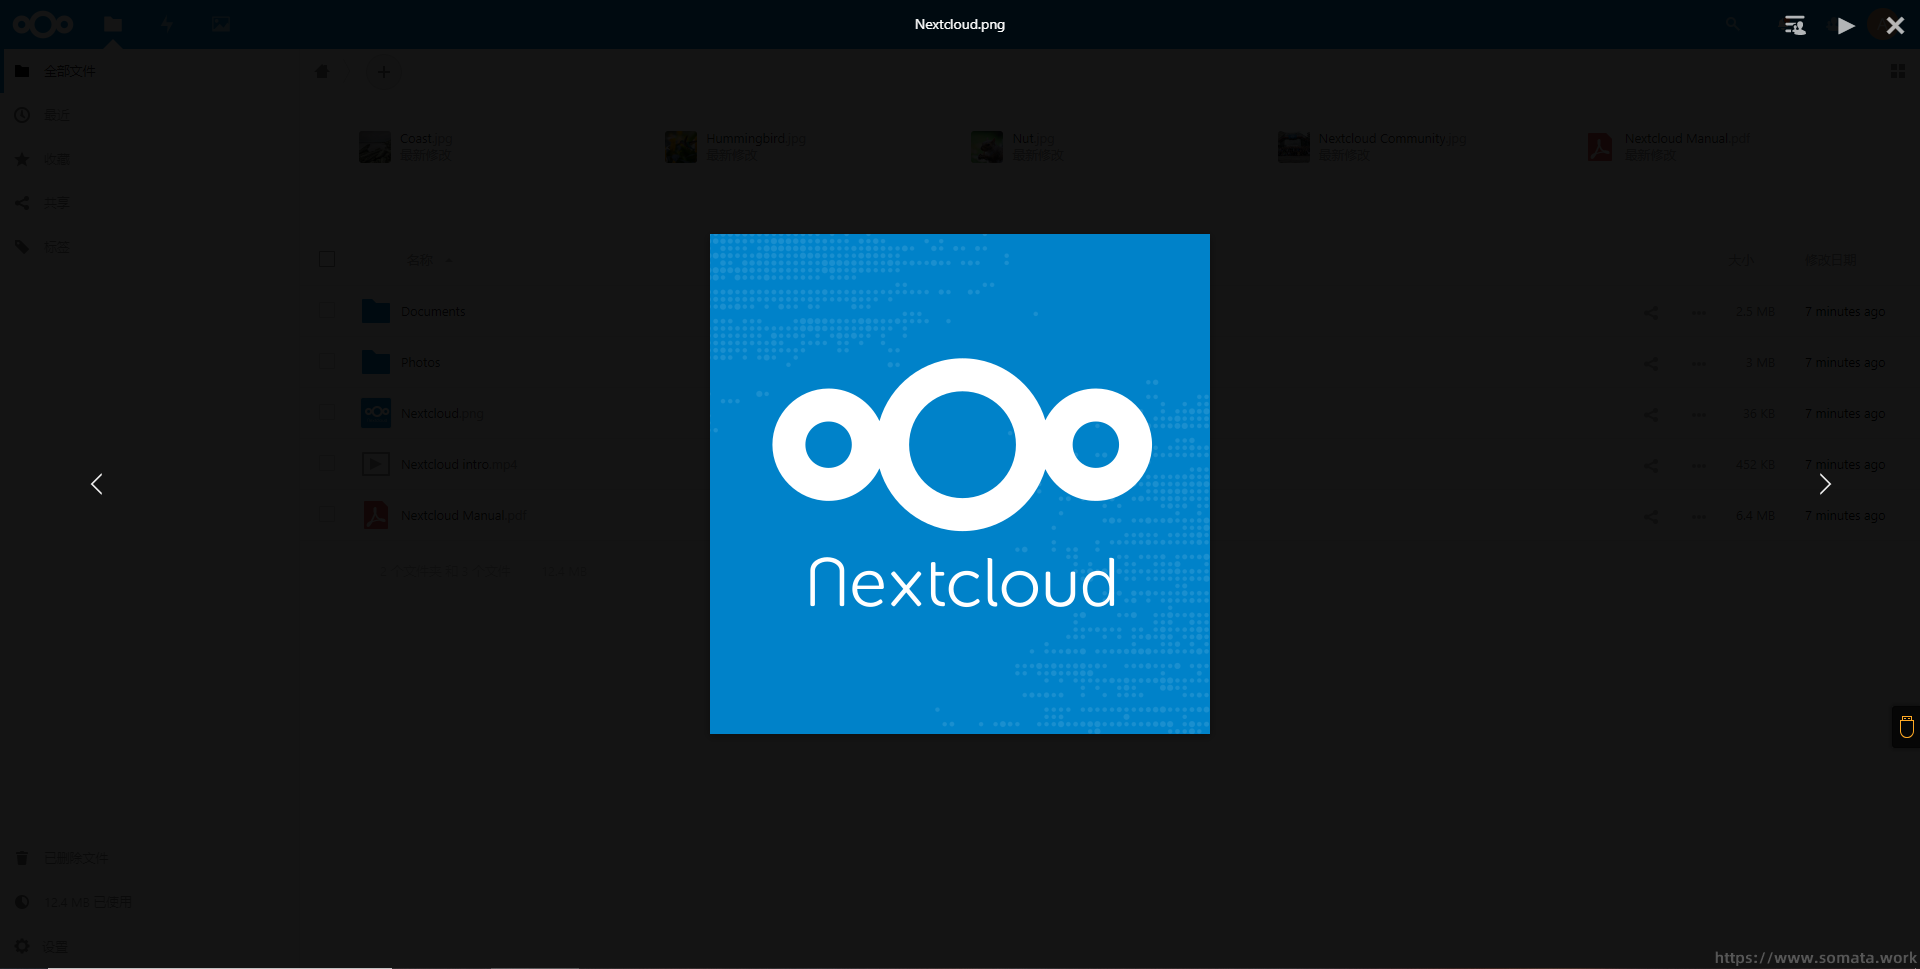 Nextcloud.png
全部文件
最近
收藏
共享
标签
Coast.jpg
最新修改
Hummingbird.jpg
最新修改
Nut.jpg
最新修改
Nextcloud Community.jpg
最新修改
Nextcloud Manual.pdf
最新修改
名称 大小 修改日期
Documents 2.5 MB 7 minutes ago
Photos 3 MB 7 minutes ago
Nextcloud.png 36 KB 7 minutes ago
Nextcloud intro.mp4 452 KB 7 minutes ago
Nextcloud Manual.pdf 6.4 MB 7 minutes ago
12.4 MB
Nextcloud
已删除文件
12.4 MB 已使用
设置
https://www.somata.work